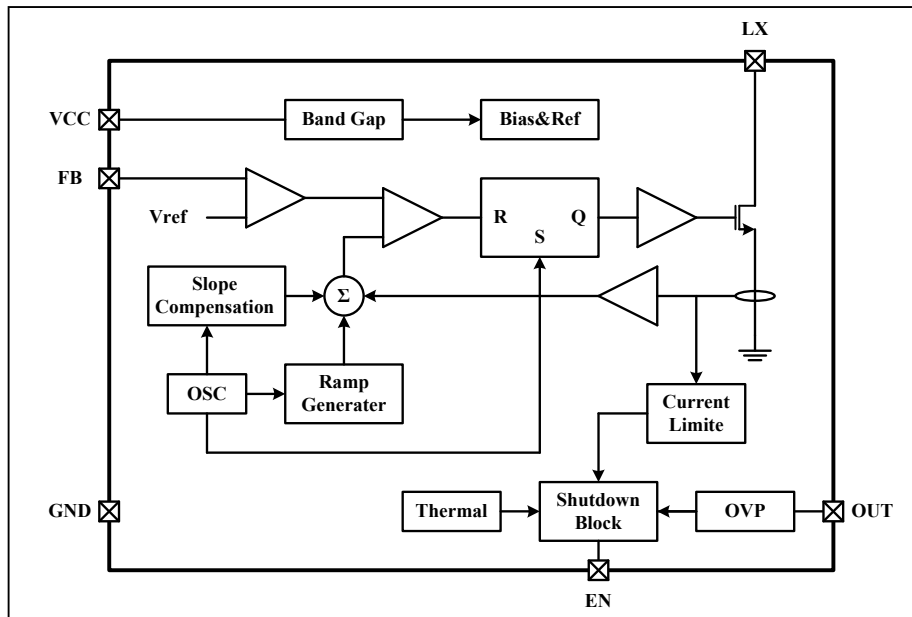 LX
VCC
Band Gap
Bias&Ref
FB
Vref
R
Q
S
Slope
Compensation
Σ
OSC
Ramp
Generater
Current
Limite
GND
Thermal
Shutdown
Block
OVP
OUT
EN